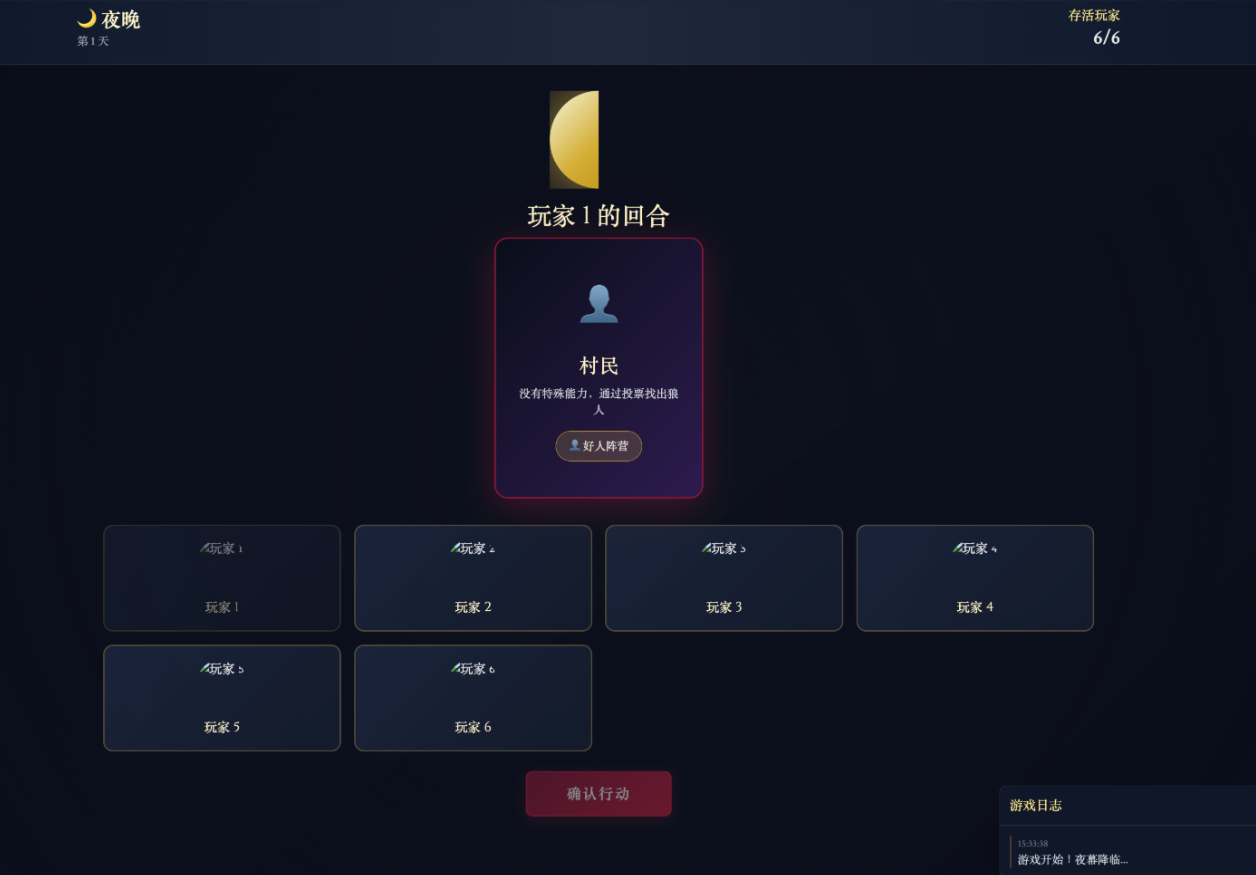 🌙 夜晚
第 1 天
存活玩家
6/6
玩家 1 的回合
村民
没有特殊能力，通过投票找出狼
人
好人阵营
玩家 1
玩家 2
玩家 3
玩家 4
玩家 1
玩家 2
玩家 3
玩家 4
玩家 5
玩家 6
玩家 5
玩家 6
确认行动
游戏日志
15:33:38
游戏开始！夜幕降临...